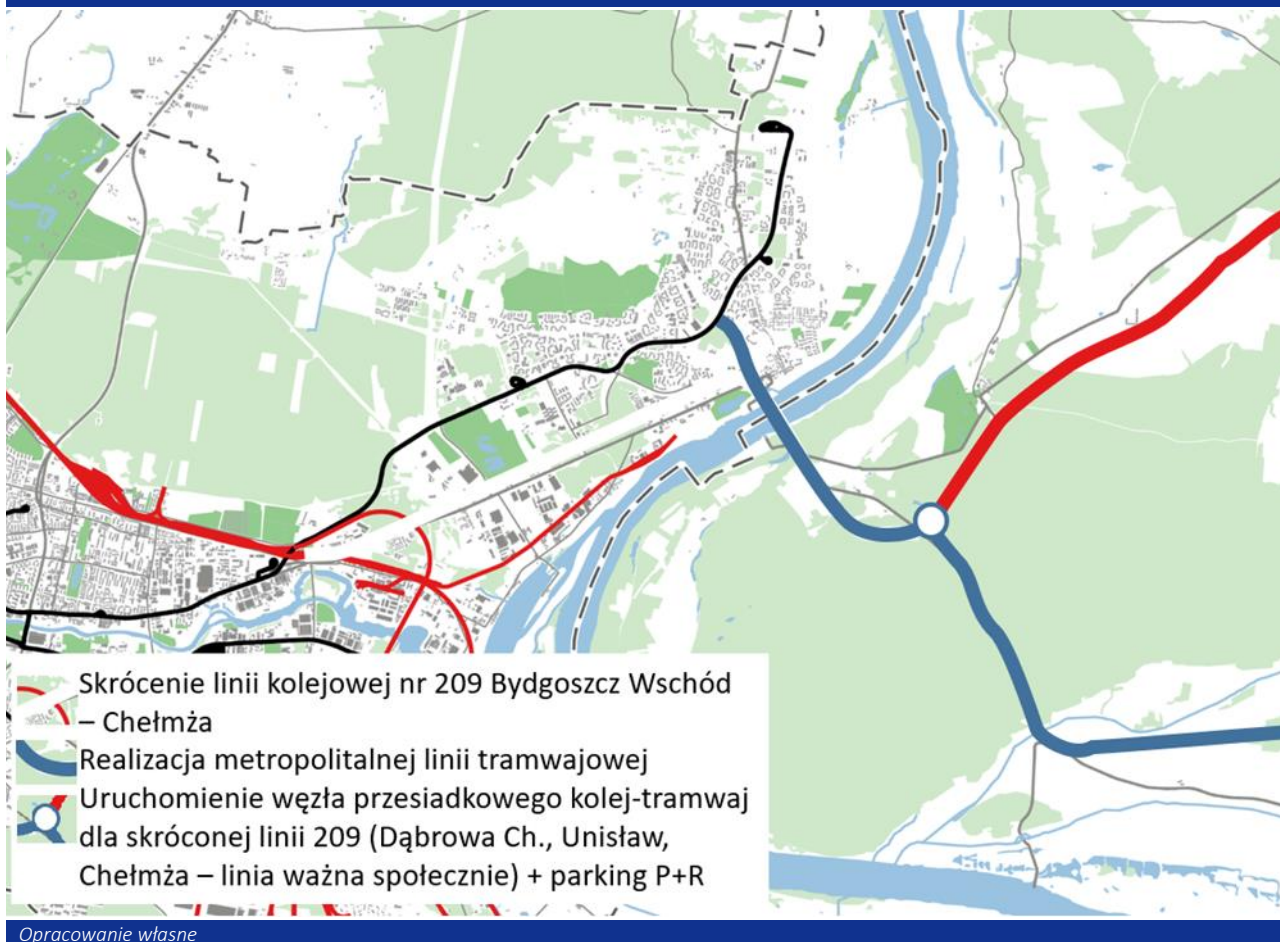 Skrócenie linii kolejowej nr 209 Bydgoszcz Wschód
– Chełmża
Realizacja metropolitalnej linii tramwajowej
Uruchomienie węzła przesiadkowego kolej-tramwaj
dla skróconej linii 209 (Dąbrowa Ch., Unisław,
Chełmża – linia ważna społecznie) + parking P+R
Opracowanie własne